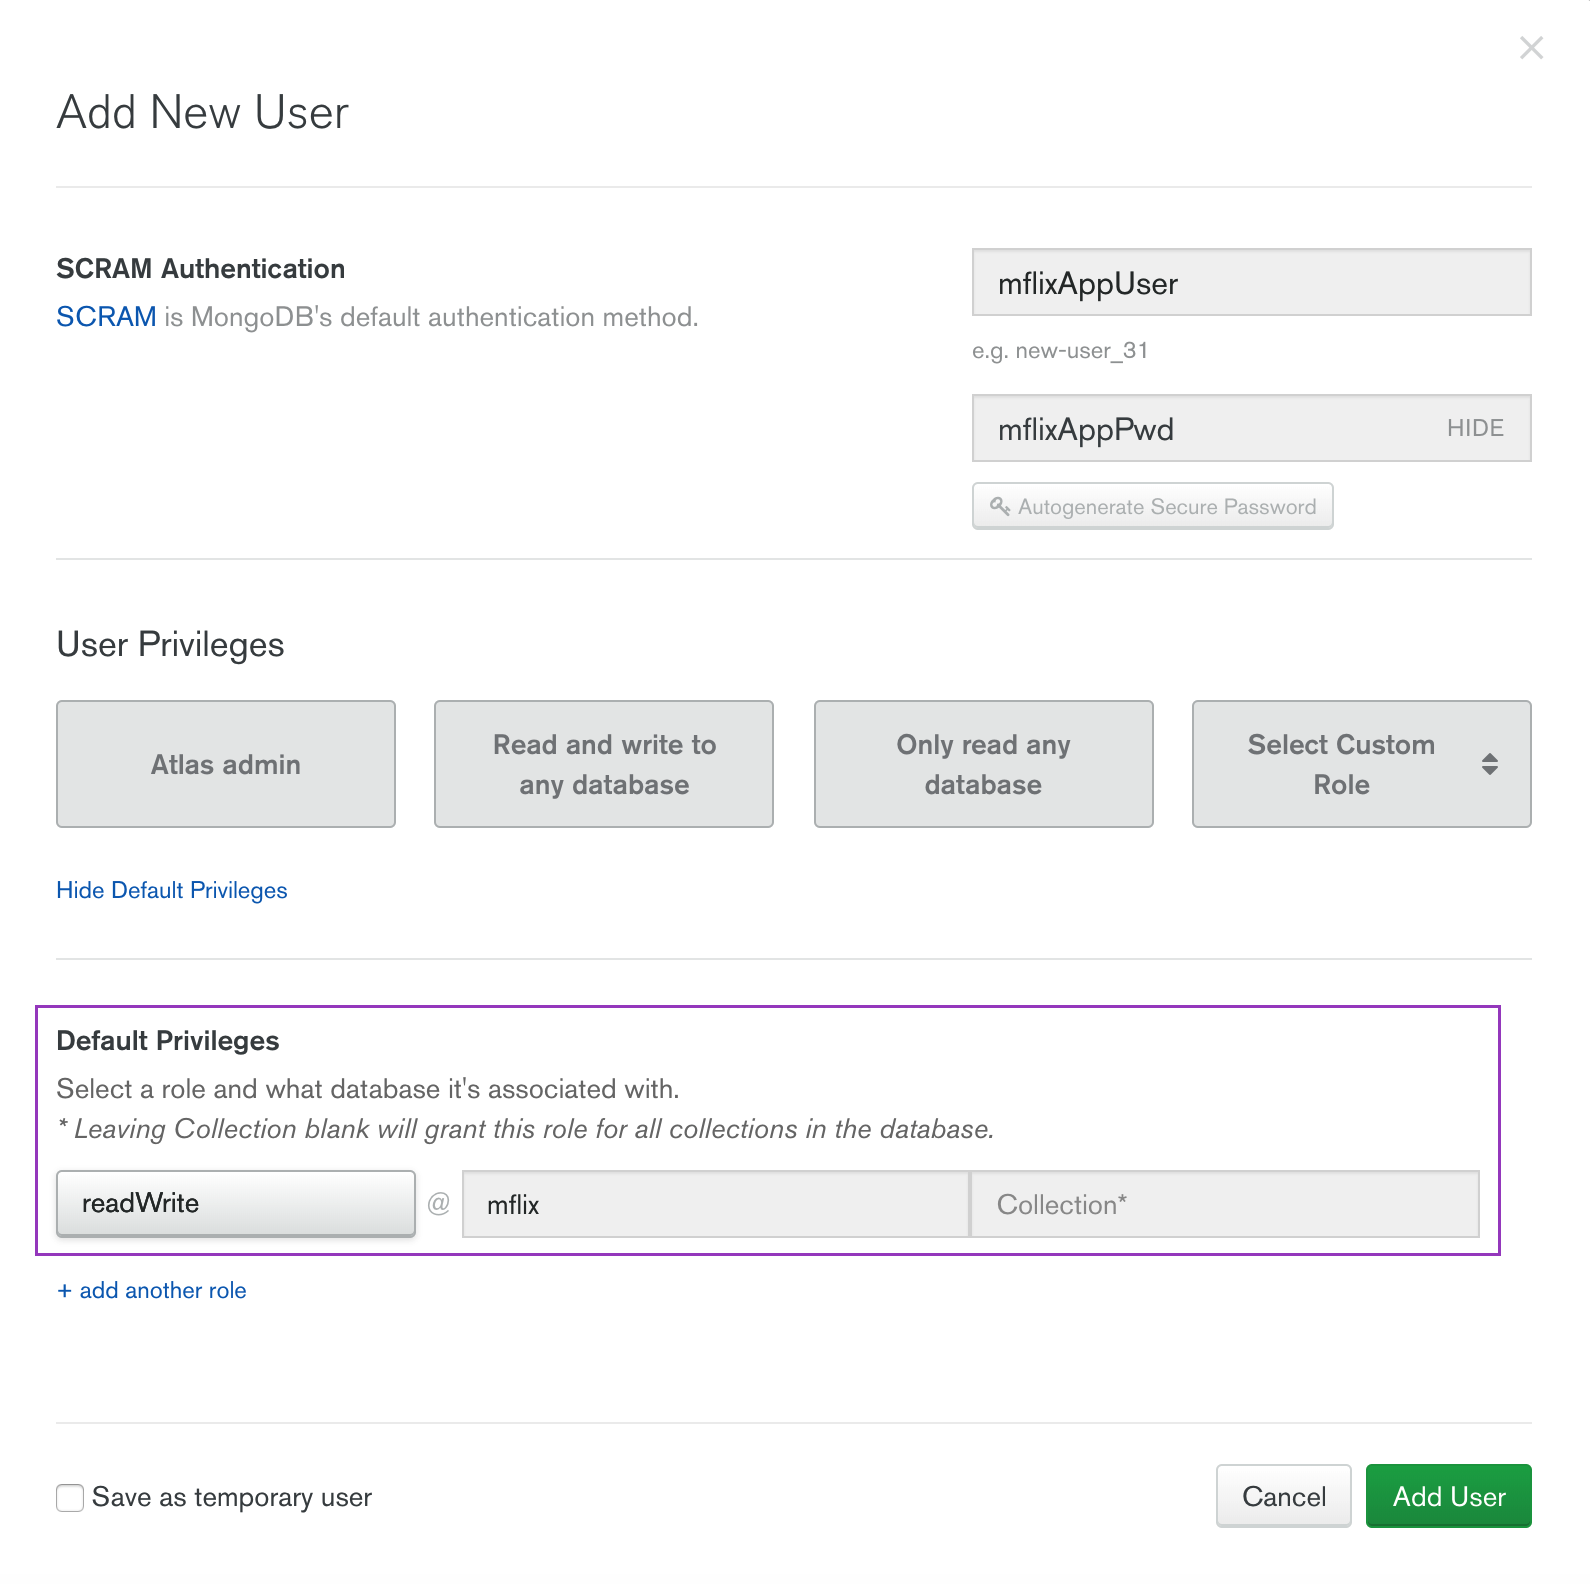 Add New User
SCRAM Authentication
SCRAM is MongoDB's default authentication method.
mflixAppUser
e.g. new-user_31
mflixAppPwd HIDE
Autogenerate Secure Password
User Privileges
Atlas admin
Read and write to
any database
Only read any
database
Select Custom
Role
Hide Default Privileges
Default Privileges
Select a role and what database it's associated with.
* Leaving Collection blank will grant this role for all collections in the database.
readWrite @ mflix Collection*
+ add another role
Save as temporary user
Cancel
Add User